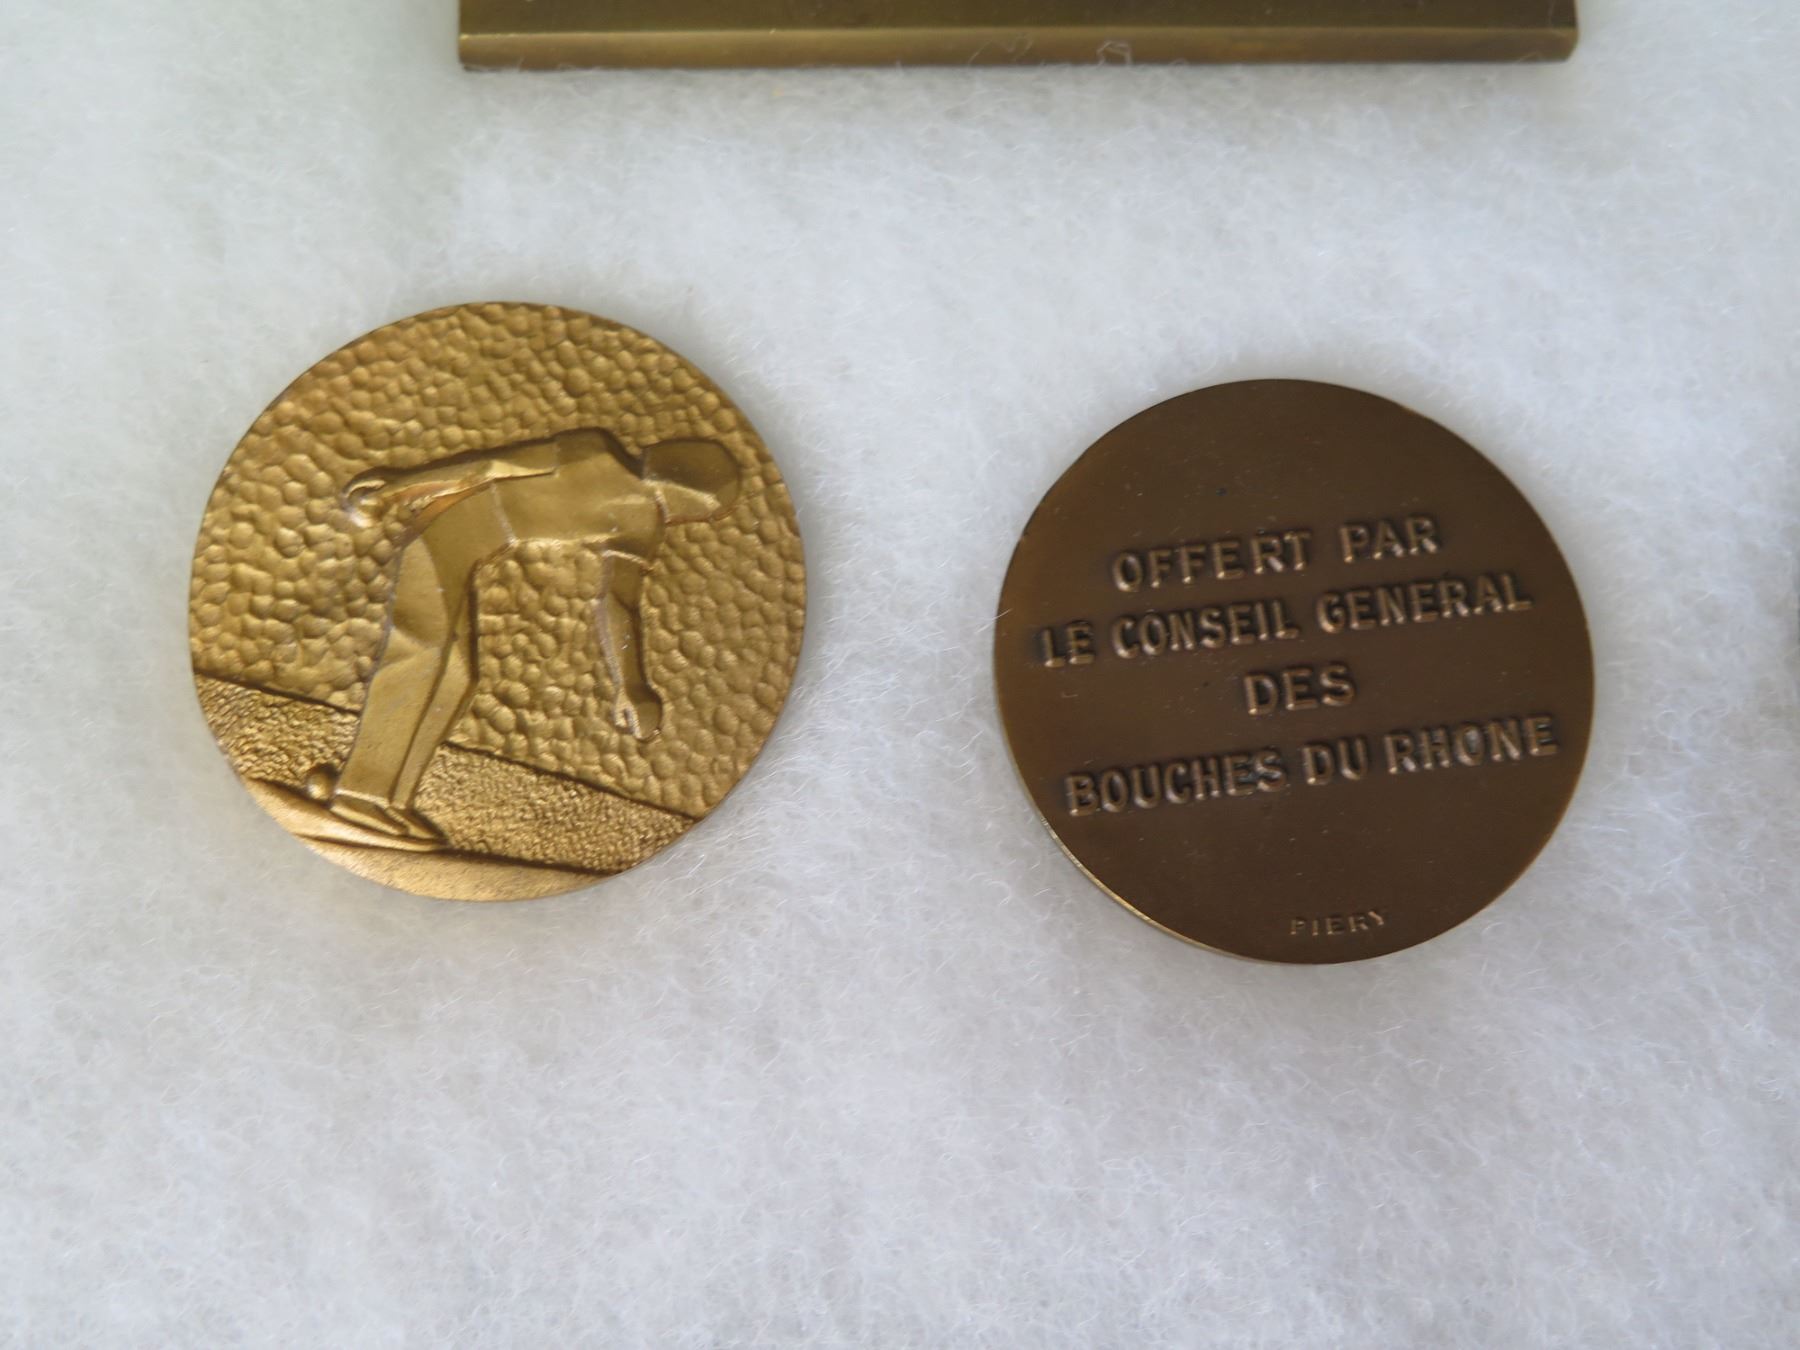 OFFERT PAR
LE CONSEIL GENERAL
DES
BOUCHES DU RHONE
PIERY